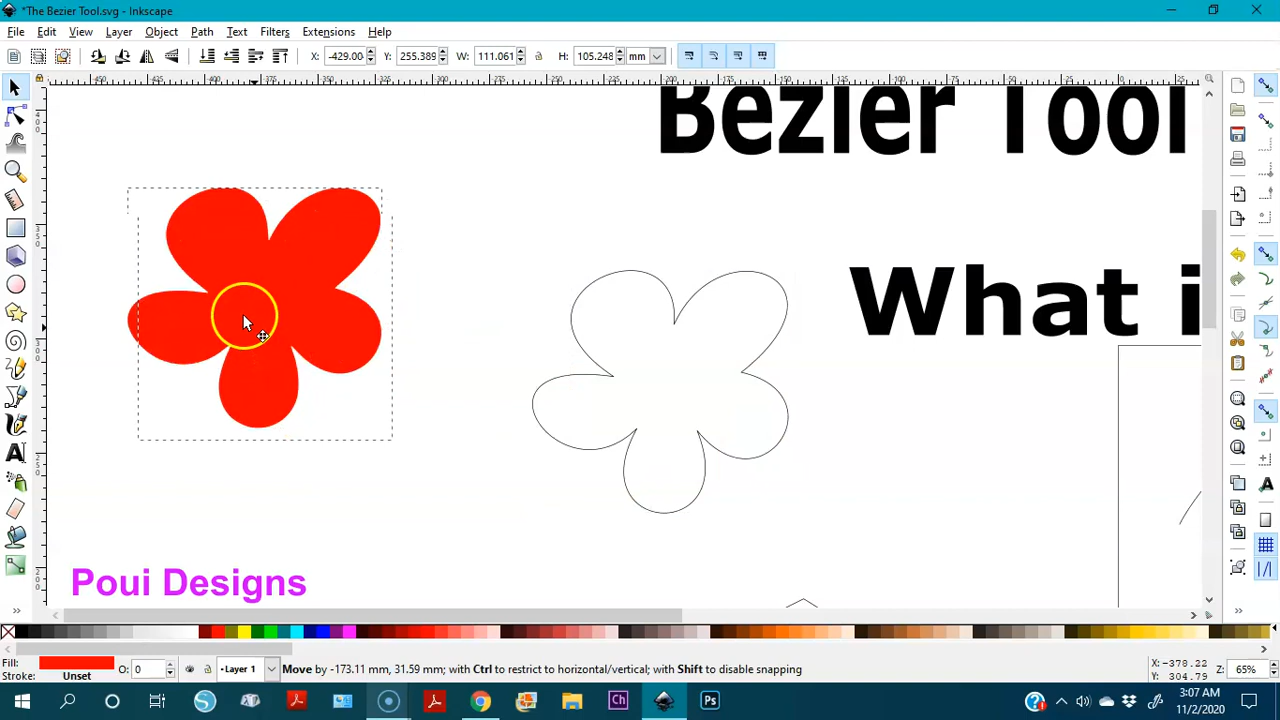 *The Bezier Tool.svg - Inkscape
File Edit View Layer Object Path Text Filters Extensions Help
X: -429.00 Y: 255.389 W: 111.061 H: 105.248 mm
Bezier Tool
What i
Poui Designs
Fill:
Stroke: Unset
O: 0
Layer 1
Move by -173.11 mm, 31.59 mm; with Ctrl to restrict to horizontal/vertical; with Shift to disable snapping
X: -378.22
Y: 304.79
Z: 65%
Ch
Ps
3:07 AM
11/2/2020